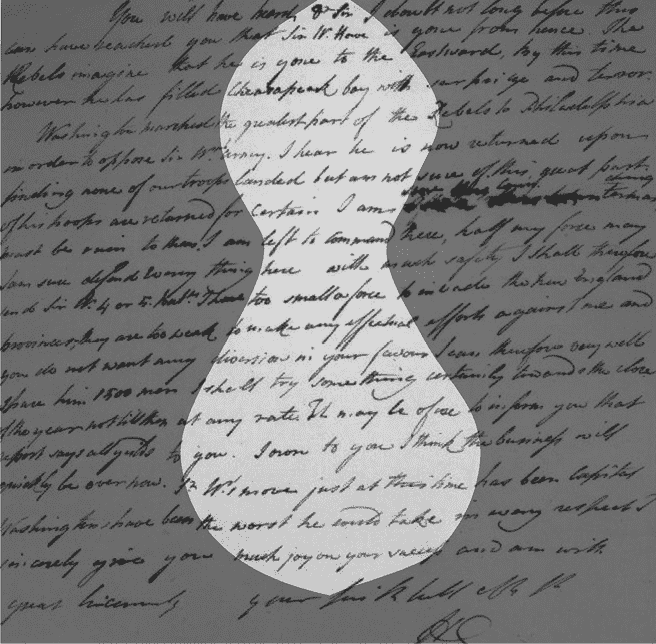 You will have heard, Dr Sir I doubt not long before this
can have reached you that Sir W. Howe is gone from hence. The
Rebels imagine that he is gone to the Eastward, by this time
however he has filled Chesapeak bay with surprize and terror.
Washington marched the greatest part of the Rebels to Philadelphia
in order to oppose Sir Wms. army. I hear he is now returned upon
finding none of our troops landed but am not sure of this, great part
of his troops are returned for certain I am sure this
must be ruin to them. I am left to command here, half my force may
I am sure defend every thing here with much safety I shall therefore
send Sir W. 4 or 5 Batns. I have too small a force to invade the New England
provinces, they are too weak to make any effectual efforts against me and
you do not want any diversion in your favour I can therefore very well
spare him 1500 men I shall try something certainly towards the close
of the year not till then at any rate. It may be of use to inform you that
report says all yields to you. I own to you I think the business will
quickly be over now. Sr. W's move just at this time has been capital
Washingtons have been the worst he could take in every respect I
sincerely give you much joy on your success and am with
great Sincerity your
HC